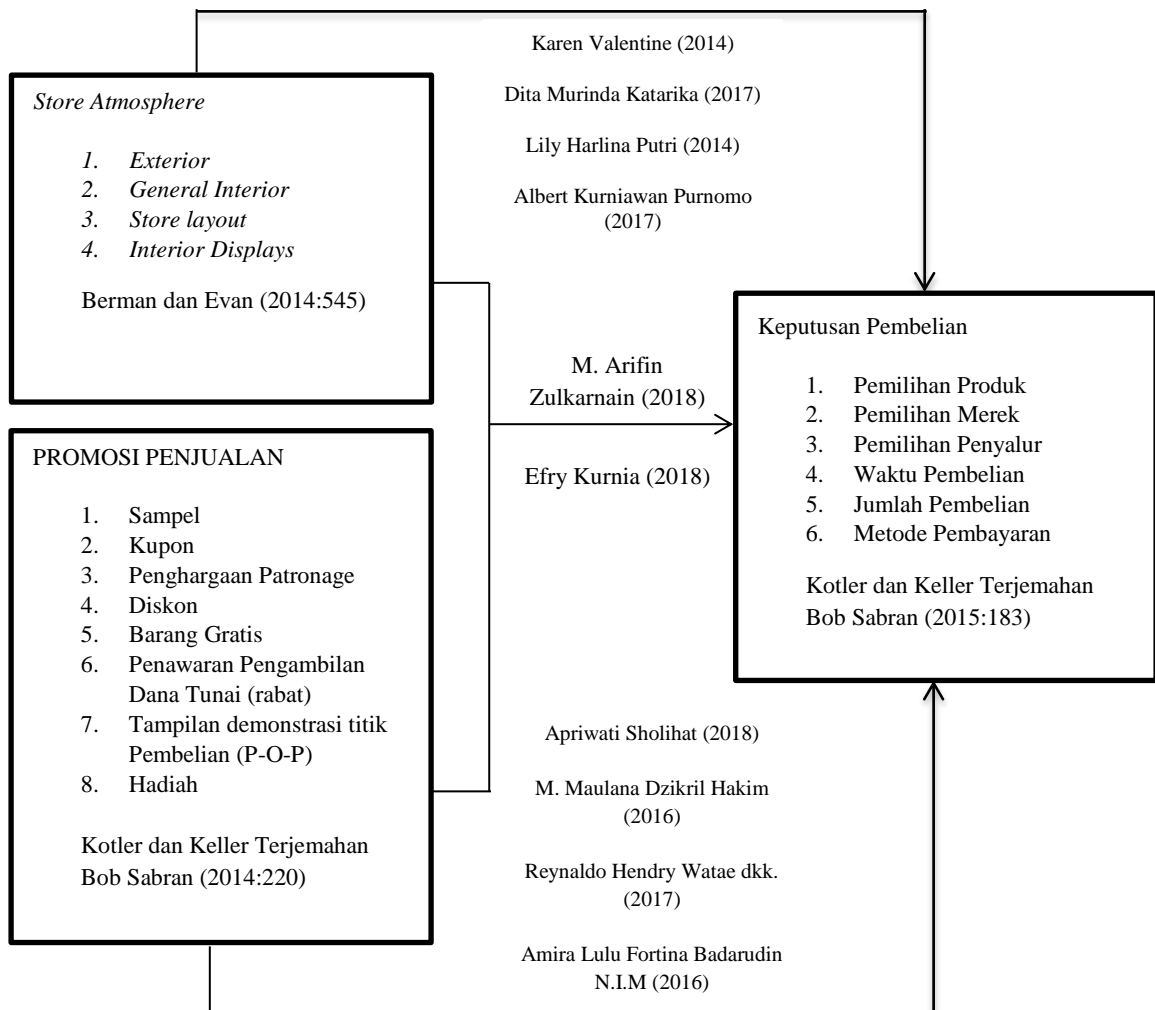 Karen Valentine (2014)
Dita Murinda Katarika (2017)
Lily Harlina Putri (2014)
Albert Kurniawan Purnomo
(2017)
Store Atmosphere
1. Exterior
2. General Interior
3. Store layout
4. Interior Displays
Berman dan Evan (2014:545)
M. Arifin
Zulkarnain (2018)
Efry Kurnia (2018)
Keputusan Pembelian
1. Pemilihan Produk
2. Pemilihan Merek
3. Pemilihan Penyalur
4. Waktu Pembelian
5. Jumlah Pembelian
6. Metode Pembayaran
Kotler dan Keller Terjemahan
Bob Sabran (2015:183)
PROMOSI PENJUALAN
1. Sampel
2. Kupon
3. Penghargaan Patronage
4. Diskon
5. Barang Gratis
6. Penawaran Pengambilan
Dana Tunai (rabat)
7. Tampilan demonstrasi titik
Pembelian (P-O-P)
8. Hadiah
Kotler dan Keller Terjemahan
Bob Sabran (2014:220)
Apriwati Sholihat (2018)
M. Maulana Dzikril Hakim
(2016)
Reynaldo Hendry Watae dkk.
(2017)
Amira Lulu Fortina Badarudin
N.I.M (2016)